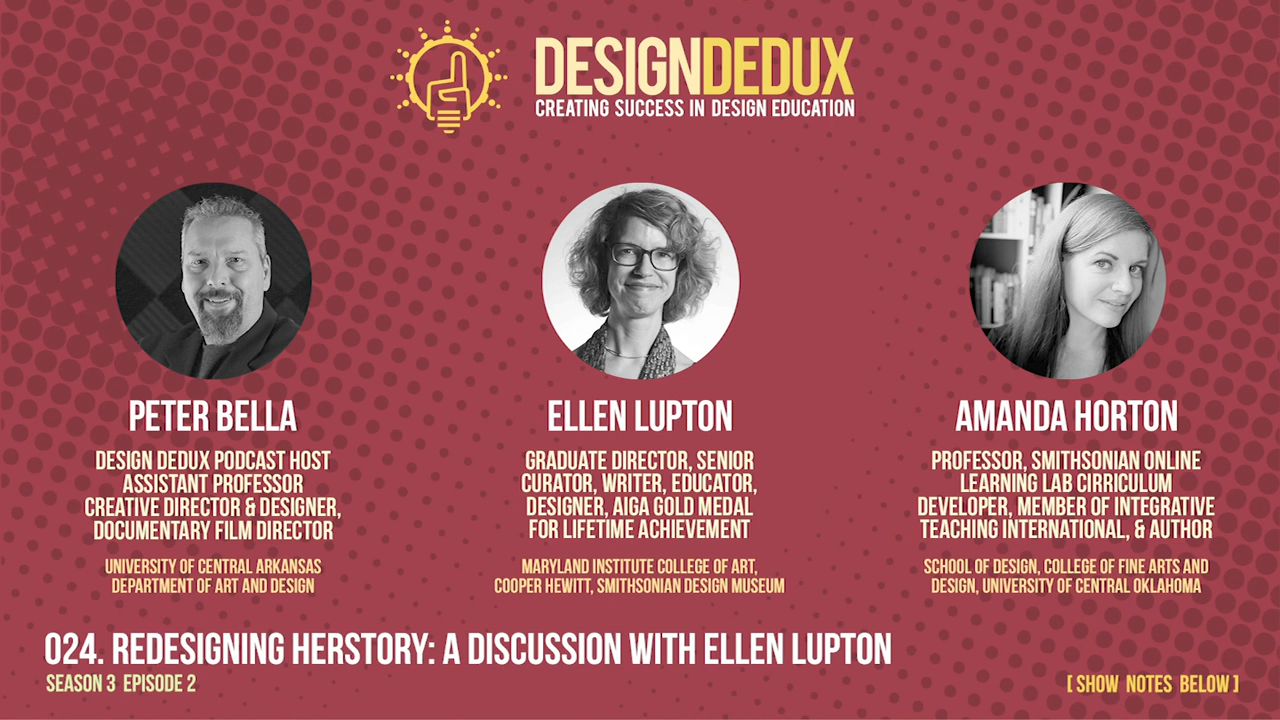 DESIGNDEDUX
CREATING SUCCESS IN DESIGN EDUCATION
PETER BELLA
DESIGN DEDUX PODCAST HOST
ASSISTANT PROFESSOR
CREATIVE DIRECTOR & DESIGNER,
DOCUMENTARY FILM DIRECTOR
UNIVERSITY OF CENTRAL ARKANSAS
DEPARTMENT OF ART AND DESIGN
ELLEN LUPTON
GRADUATE DIRECTOR, SENIOR
CURATOR, WRITER, EDUCATOR,
DESIGNER, AIGA GOLD MEDAL
FOR LIFETIME ACHIEVEMENT
MARYLAND INSTITUTE COLLEGE OF ART,
COOPER HEWITT, SMITHSONIAN DESIGN MUSEUM
AMANDA HORTON
PROFESSOR, SMITHSONIAN ONLINE
LEARNING LAB CIRRICULUM
DEVELOPER, MEMBER OF INTEGRATIVE
TEACHING INTERNATIONAL, & AUTHOR
SCHOOL OF DESIGN, COLLEGE OF FINE ARTS AND
DESIGN, UNIVERSITY OF CENTRAL OKLAHOMA
024. REDESIGNING HERSTORY: A DISCUSSION WITH ELLEN LUPTON
SEASON 3 EPISODE 2
[ SHOW NOTES BELOW ]